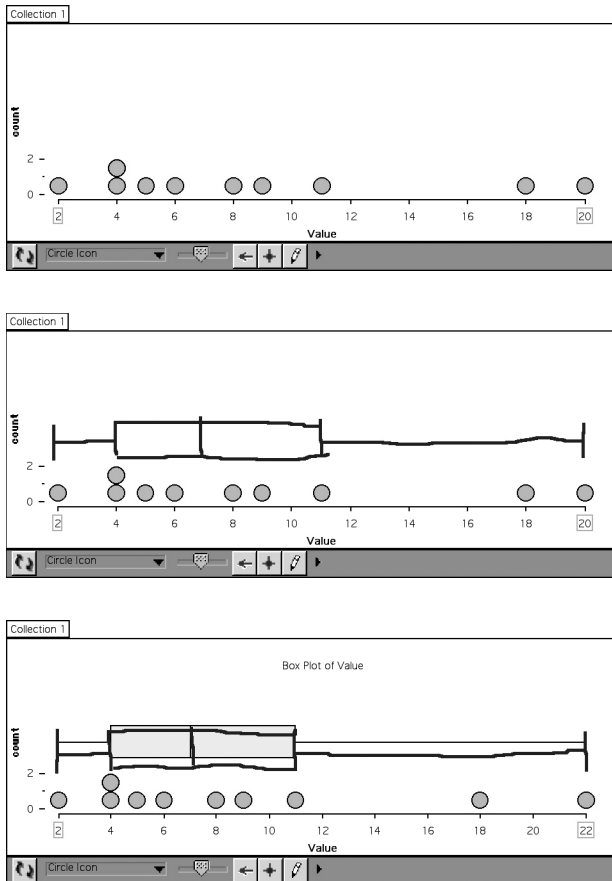 Collection 1
count
2
0
2 4 6 8 10 12 14 16 18 20
Value
Circle Icon
Collection 1
count
2
0
2 4 6 8 10 12 14 16 18 20
Value
Circle Icon
Collection 1
Box Plot of Value
count
2
0
2 4 6 8 10 12 14 16 18 20 22
Value
Circle Icon